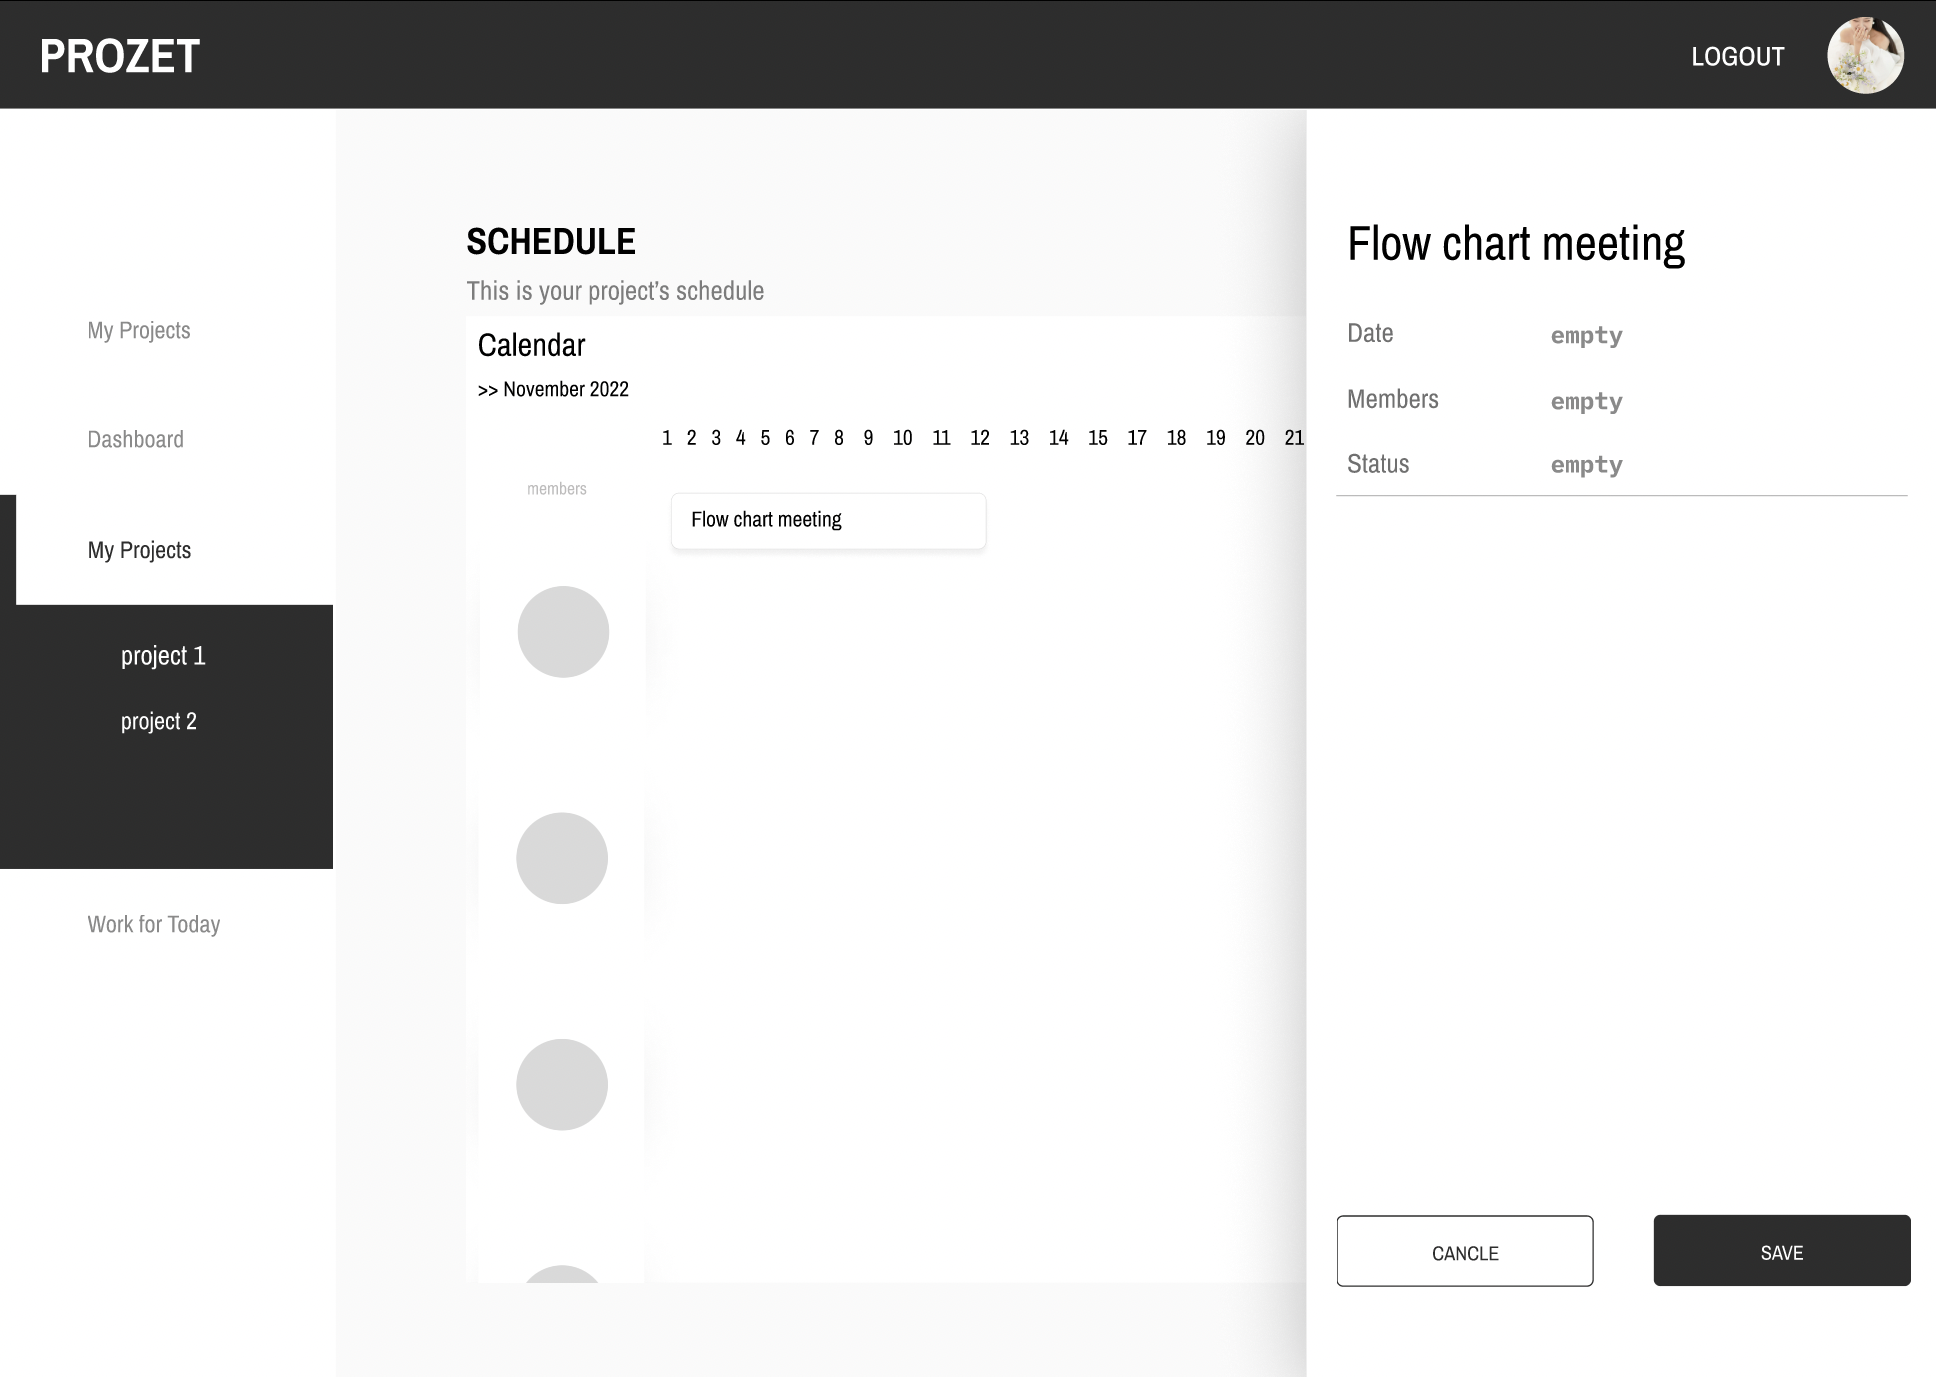 PROZET
LOGOUT
My Projects
Dashboard
My Projects
project 1
project 2
Work for Today
SCHEDULE
This is your project’s schedule
Calendar
>> November 2022
1 2 3 4 5 6 7 8 9 10 11 12 13 14 15 17 18 19 20 21
members
Flow chart meeting
Flow chart meeting
Date empty
Members empty
Status empty
CANCLE
SAVE